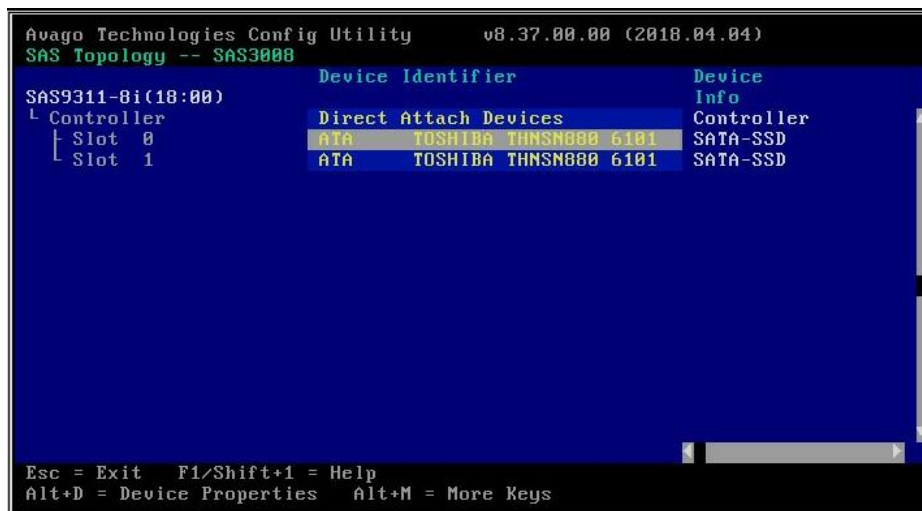 Avago Technologies Config Utility v8.37.00.00 (2018.04.04)
SAS Topology -- SAS3008
Device Identifier Device
SAS9311-8i(18:00) Info
Controller Direct Attach Devices Controller
Slot 0 ATA TOSHIBA THNSN880 6101 SATA-SSD
Slot 1 ATA TOSHIBA THNSN880 6101 SATA-SSD
Esc = Exit F1/Shift+1 = Help
Alt+D = Device Properties Alt+M = More Keys